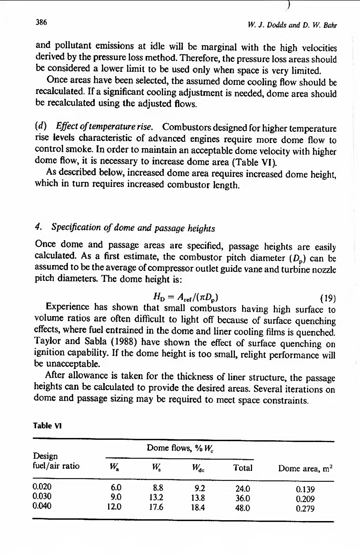 386
W. J. Dodds and D. W. Bahr
and pollutant emissions at idle will be marginal with the high velocities
derived by the pressure loss method. Therefore, the pressure loss areas should
be considered a lower limit to be used only when space is very limited.
Once areas have been selected, the assumed dome cooling flow should be
recalculated. If a significant cooling adjustment is needed, dome area should
be recalculated using the adjusted flows.
(d) Effect of temperature rise. Combustors designed for higher temperature
rise levels characteristic of advanced engines require more dome flow to
control smoke. In order to maintain an acceptable dome velocity with higher
dome flow, it is necessary to increase dome area (Table VI).
As described below, increased dome area requires increased dome height,
which in turn requires increased combustor length.
4. Specification of dome and passage heights
Once dome and passage areas are specified, passage heights are easily
calculated. As a first estimate, the combustor pitch diameter (Dp) can be
assumed to be the average of compressor outlet guide vane and turbine nozzle
pitch diameters. The dome height is:
HD = Aref/(πDp) (19)
Experience has shown that small combustors having high surface to
volume ratios are often difficult to light off because of surface quenching
effects, where fuel entrained in the dome and liner cooling films is quenched.
Taylor and Sabla (1988) have shown the effect of surface quenching on
ignition capability. If the dome height is too small, relight performance will
be unacceptable.
After allowance is taken for the thickness of liner structure, the passage
heights can be calculated to provide the desired areas. Several iterations on
dome and passage sizing may be required to meet space constraints.
Table VI
Dome flows, % Wc
Design
fuel/air ratio Ws Wdc Total Dome area, m²
0.020 6.0 8.8 9.2 24.0 0.139
0.030 9.0 13.2 13.8 36.0 0.209
0.040 12.0 17.6 18.4 48.0 0.279